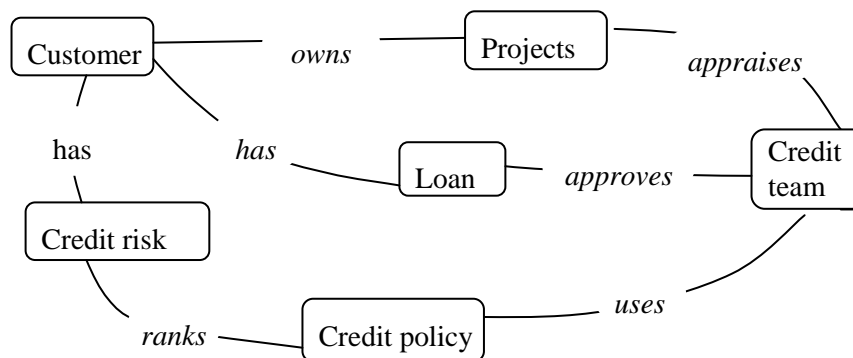 Customer
owns
Projects
appraises
has
has
Loan
approves
Credit
team
Credit risk
ranks
Credit policy
uses